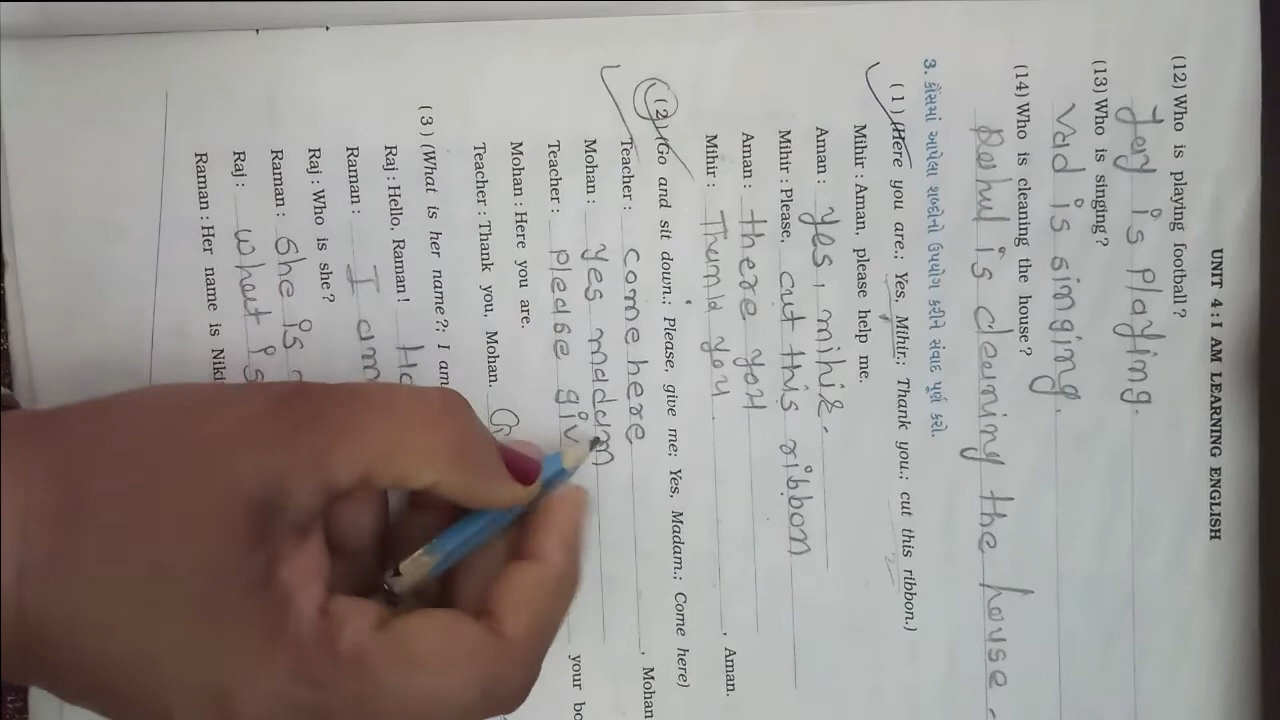 UNIT 4 : I AM LEARNING ENGLISH
(12) Who is playing football?
Jay is playing.
(13) Who is singing?
Vad is singing.
(14) Who is cleaning the house?
Rahul is cleaning the house.
3. કૌંસમાં આપેલા શબ્દોનો ઉપયોગ કરીને સંવાદ પૂર્ણ કરો.
(1) (Here you are.; Yes, Mihir.; Thank you.; cut this ribbon.)
Mihir : Aman, please help me.
Aman : Yes, mihir.
Mihir : Please, cut this ribbon
Aman : there you
Mihir : Thank you. , Aman.
(2) (Go and sit down.; Please, give me; Yes, Madam.; Come here)
Teacher : come here , Mohan
Mohan : yes madam
Teacher : please giv your bo
Mohan : Here you are.
Teacher : Thank you, Mohan. G
(3) (What is her name?; I am
Raj : Hello, Raman! Ho
Raman : I am
Raj : Who is she?
Raman : She is
Raj : what is
Raman : Her name is Niki